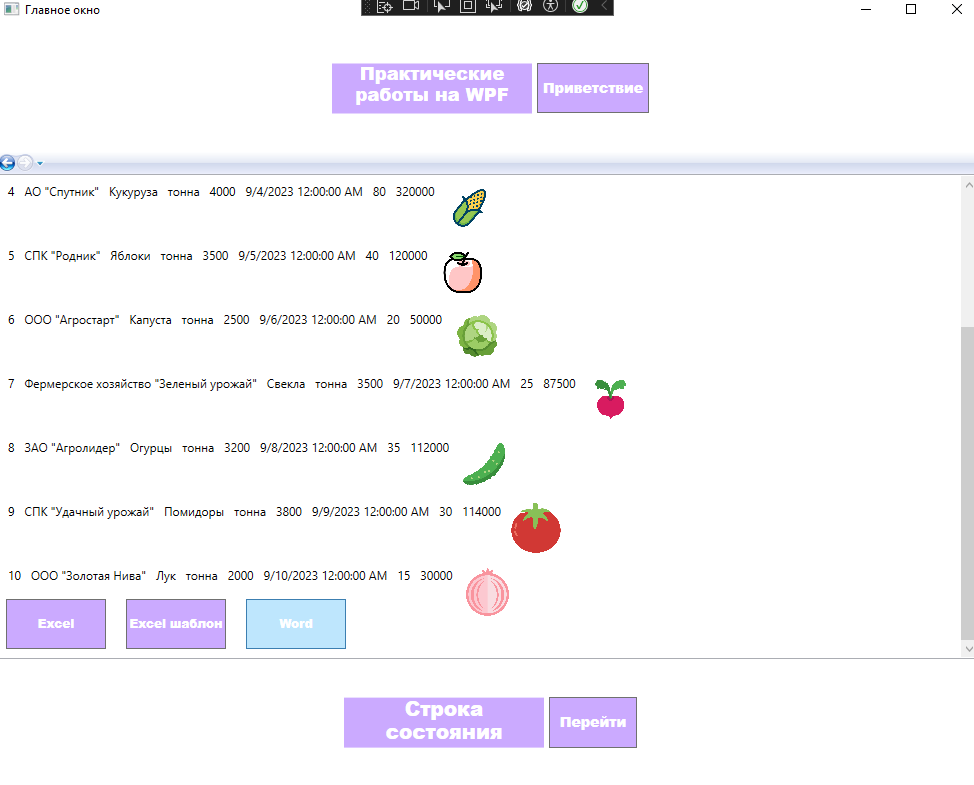 Главное окно
Практические
работы на WPF
Приветствие
4 АО "Спутник" Кукуруза тонна 4000 9/4/2023 12:00:00 AM 80 320000
5 СПК "Родник" Яблоки тонна 3500 9/5/2023 12:00:00 AM 40 120000
6 ООО "Агростарт" Капуста тонна 2500 9/6/2023 12:00:00 AM 20 50000
7 Фермерское хозяйство "Зеленый урожай" Свекла тонна 3500 9/7/2023 12:00:00 AM 25 87500
8 ЗАО "Агролидер" Огурцы тонна 3200 9/8/2023 12:00:00 AM 35 112000
9 СПК "Удачный урожай" Помидоры тонна 3800 9/9/2023 12:00:00 AM 30 114000
10 ООО "Золотая Нива" Лук тонна 2000 9/10/2023 12:00:00 AM 15 30000
Excel Excel шаблон Word
Строка
состояния
Перейти